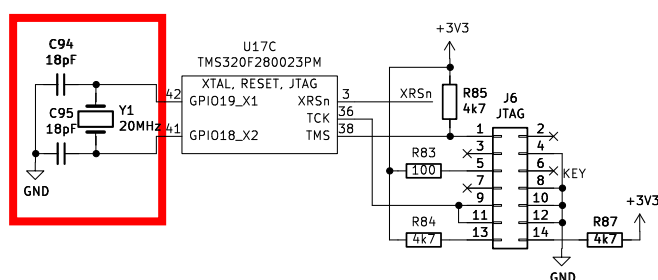 +3V3
C94
18pF
U17C
TMS320F280023PM
XTAL, RESET, JTAG
42
GPIO19_X1
XRSn
3
XRSn
R85
4k7
J6
JTAG
C95
18pF
Y1
20MHz
TCK
36
41
GPIO18_X2
TMS
38
1
2
3
4
R83
100
5
6
KEY
7
8
9
10
+3V3
11
12
R84
4k7
13
14
R87
4k7
GND
GND